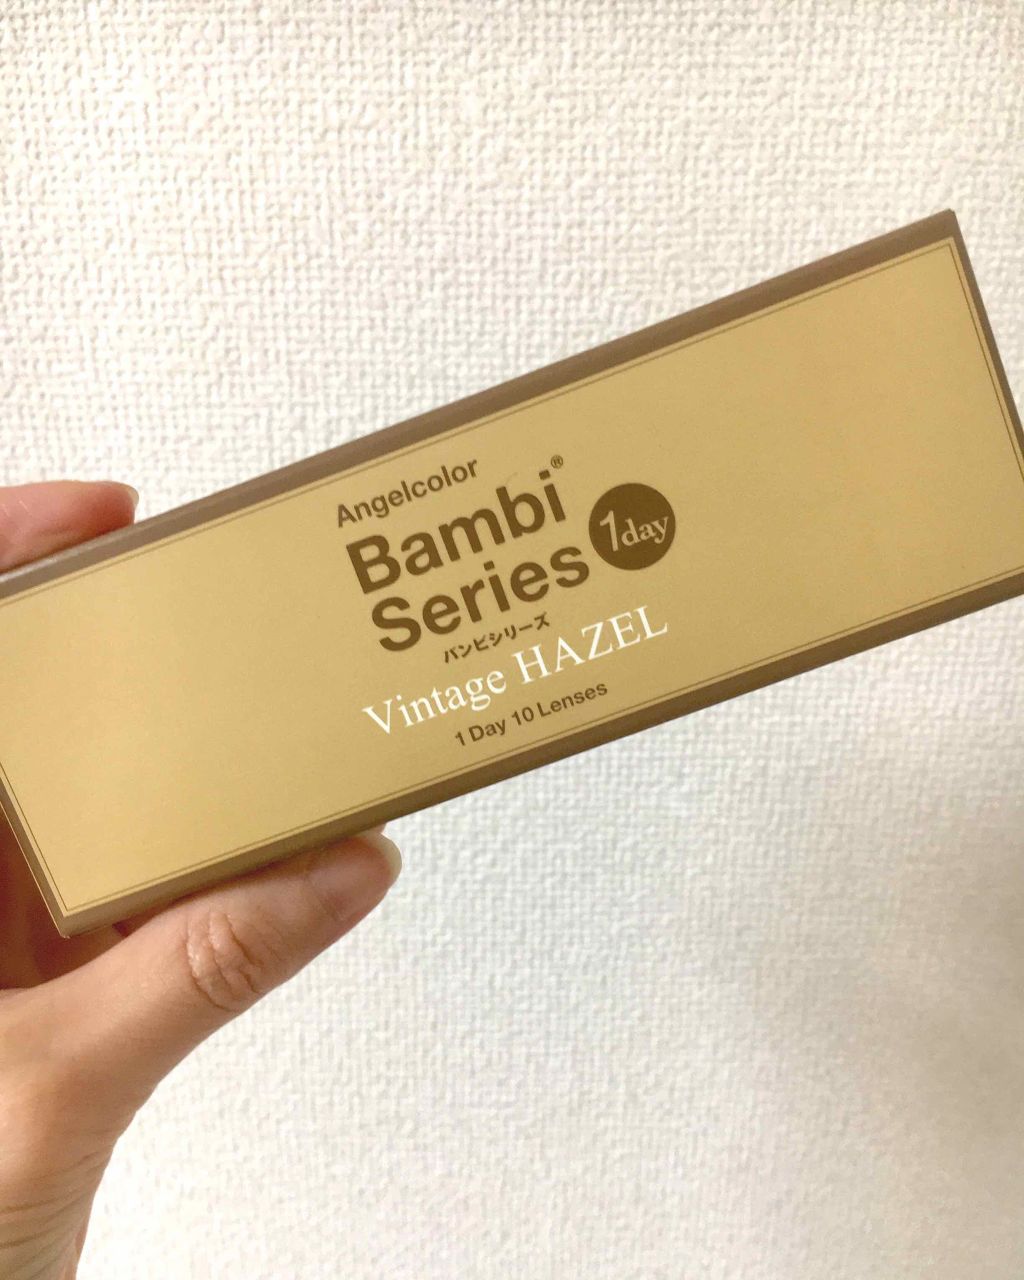 Angelcolor
Bambi®
Series 1day
バンビシリーズ
Vintage HAZEL
1 Day 10 Lenses